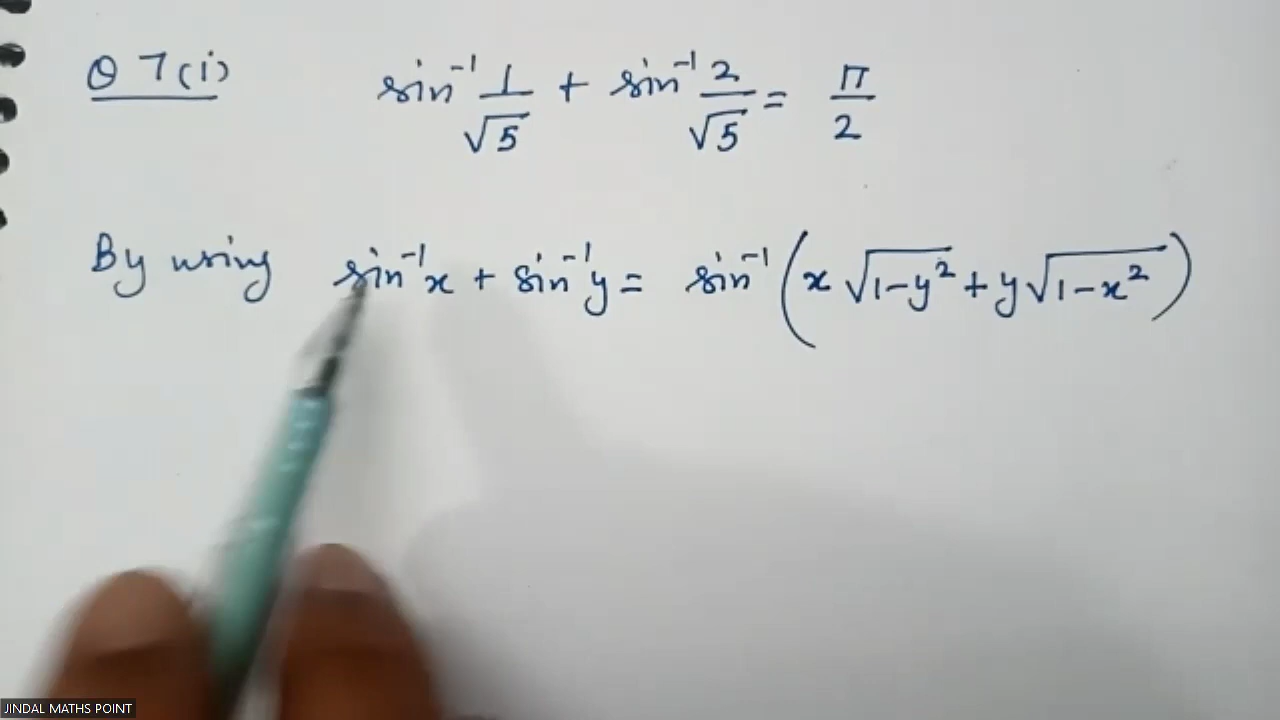 Q 7(i) sin⁻¹ 1/√5 + sin⁻¹ 2/√5 = π/2
By using sin⁻¹x + sin⁻¹y = sin⁻¹(x√(1-y²) + y√(1-x²))
JINDAL MATHS POINT